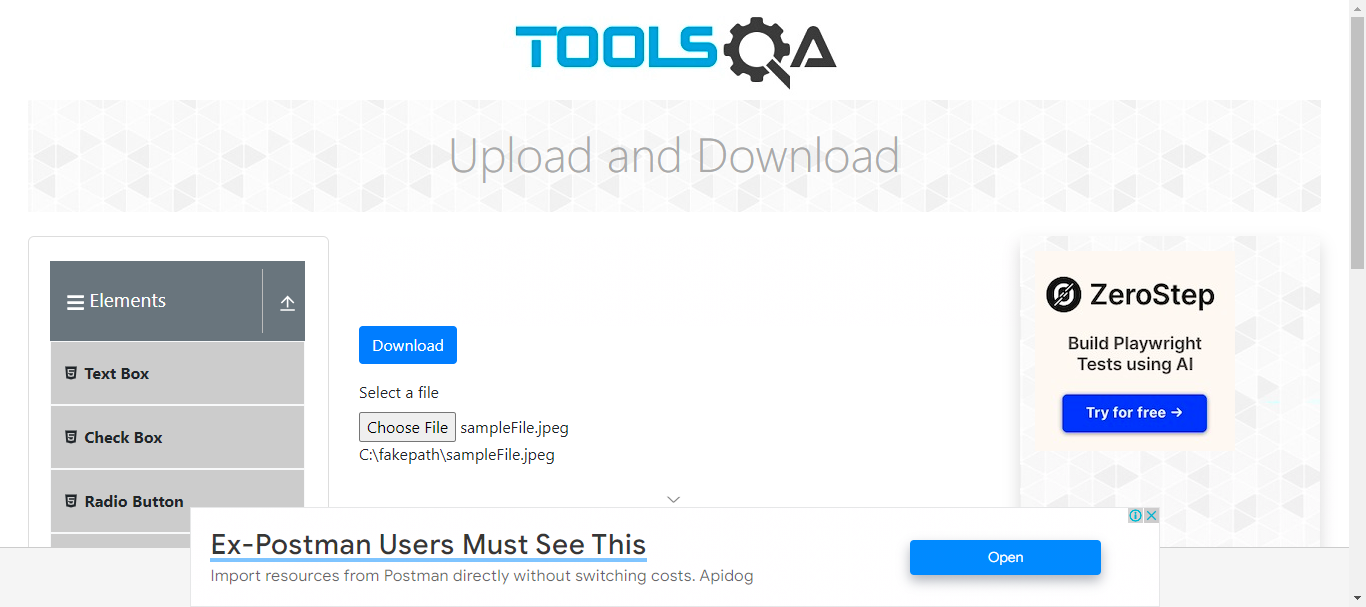 TOOLSQA
Upload and Download
Elements
Text Box
Check Box
Radio Button
Download
Select a file
Choose File sampleFile.jpeg
C:\fakepath\sampleFile.jpeg
ZeroStep
Build Playwright
Tests using AI
Try for free →
Ex-Postman Users Must See This
Import resources from Postman directly without switching costs. Apidog
Open